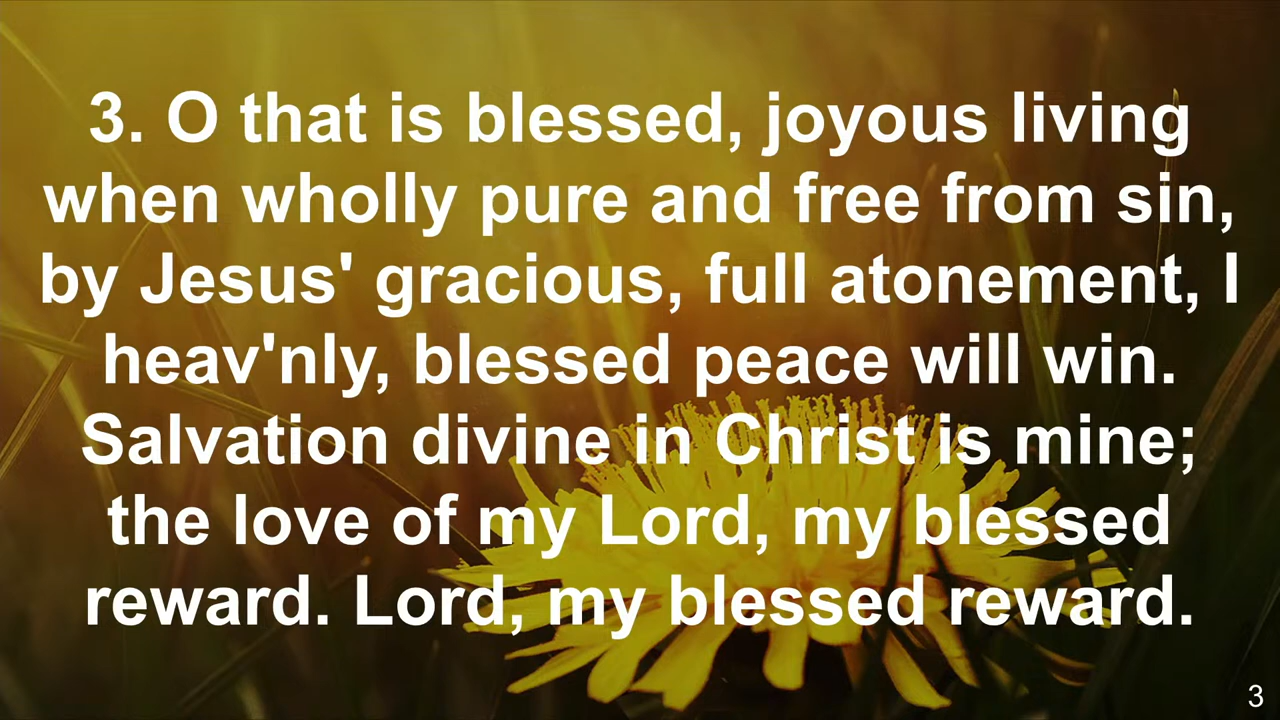 3. O that is blessed, joyous living
when wholly pure and free from sin,
by Jesus' gracious, full atonement, I
heav'nly, blessed peace will win.
Salvation divine in Christ is mine;
the love of my Lord, my blessed
reward. Lord, my blessed reward.
3